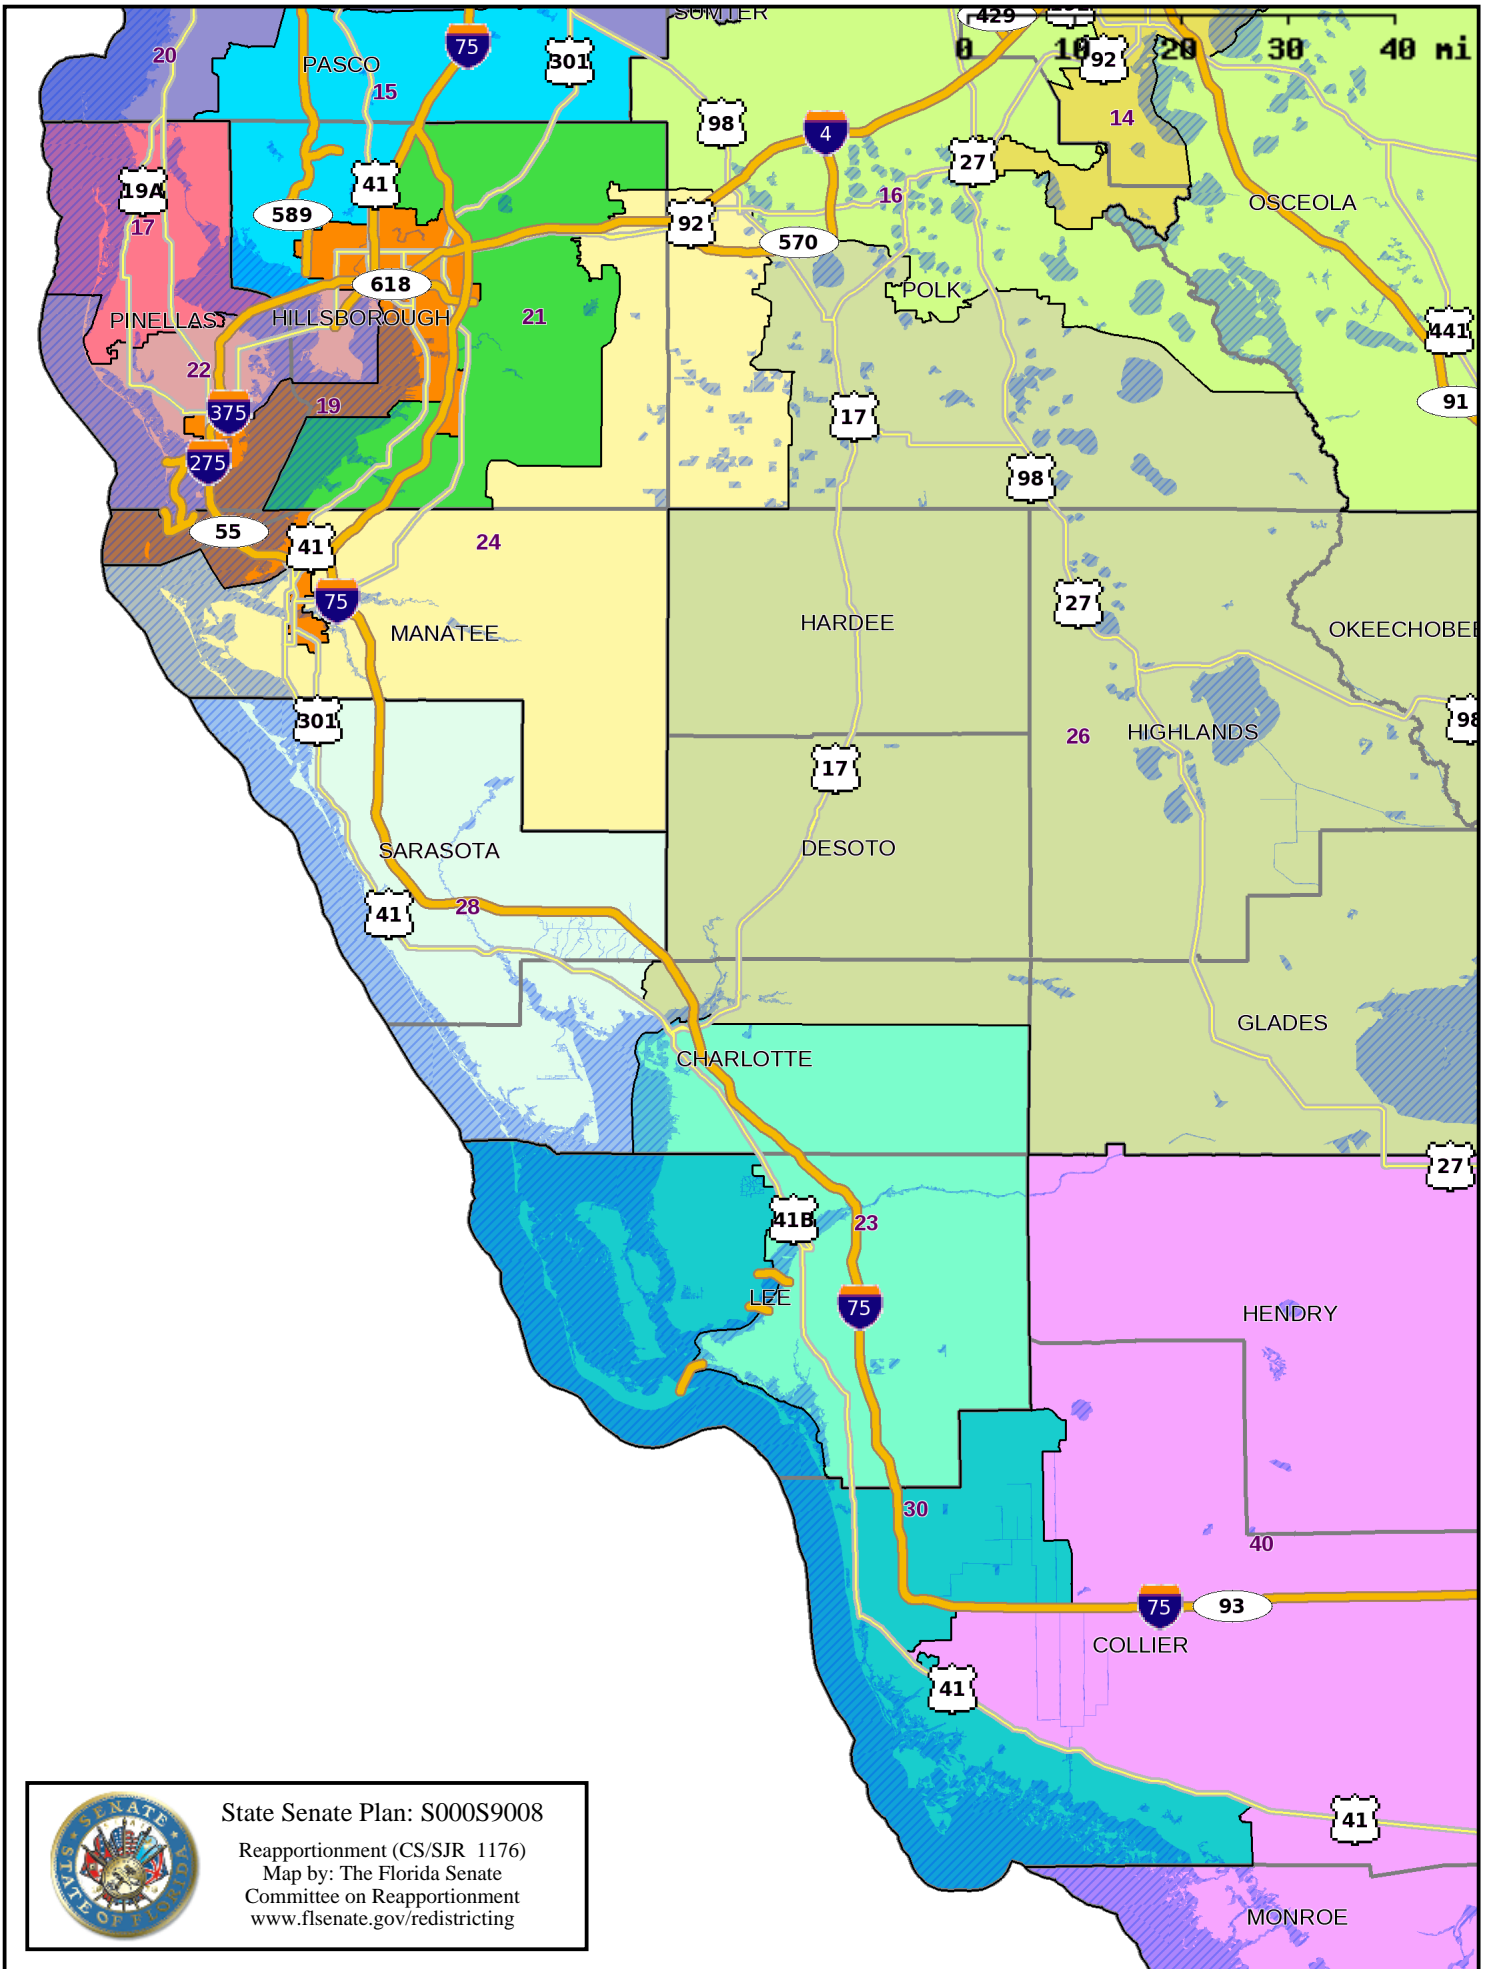 SUMTER
429
0 10 20 30 40 mi
20
PASCO
75
301
92
15
98
4
14
19A
41
27
16
OSCEOLA
17
589
92
570
618
POLK
PINELLAS
HILLSBOROUGH
21
441
22
375
19
17
91
275
98
55
41
24
75
27
HARDEE
MANATEE
OKEECHOBEE
301
98
26
HIGHLANDS
17
SARASOTA
DESOTO
28
41
GLADES
CHARLOTTE
27
41B
23
LEE
75
HENDRY
30
40
75
93
COLLIER
41
41
MONROE
SENATE
STATE OF FLORIDA
State Senate Plan: S000S9008
Reapportionment (CS/SJR 1176)
Map by: The Florida Senate
Committee on Reapportionment
www.flsenate.gov/redistricting